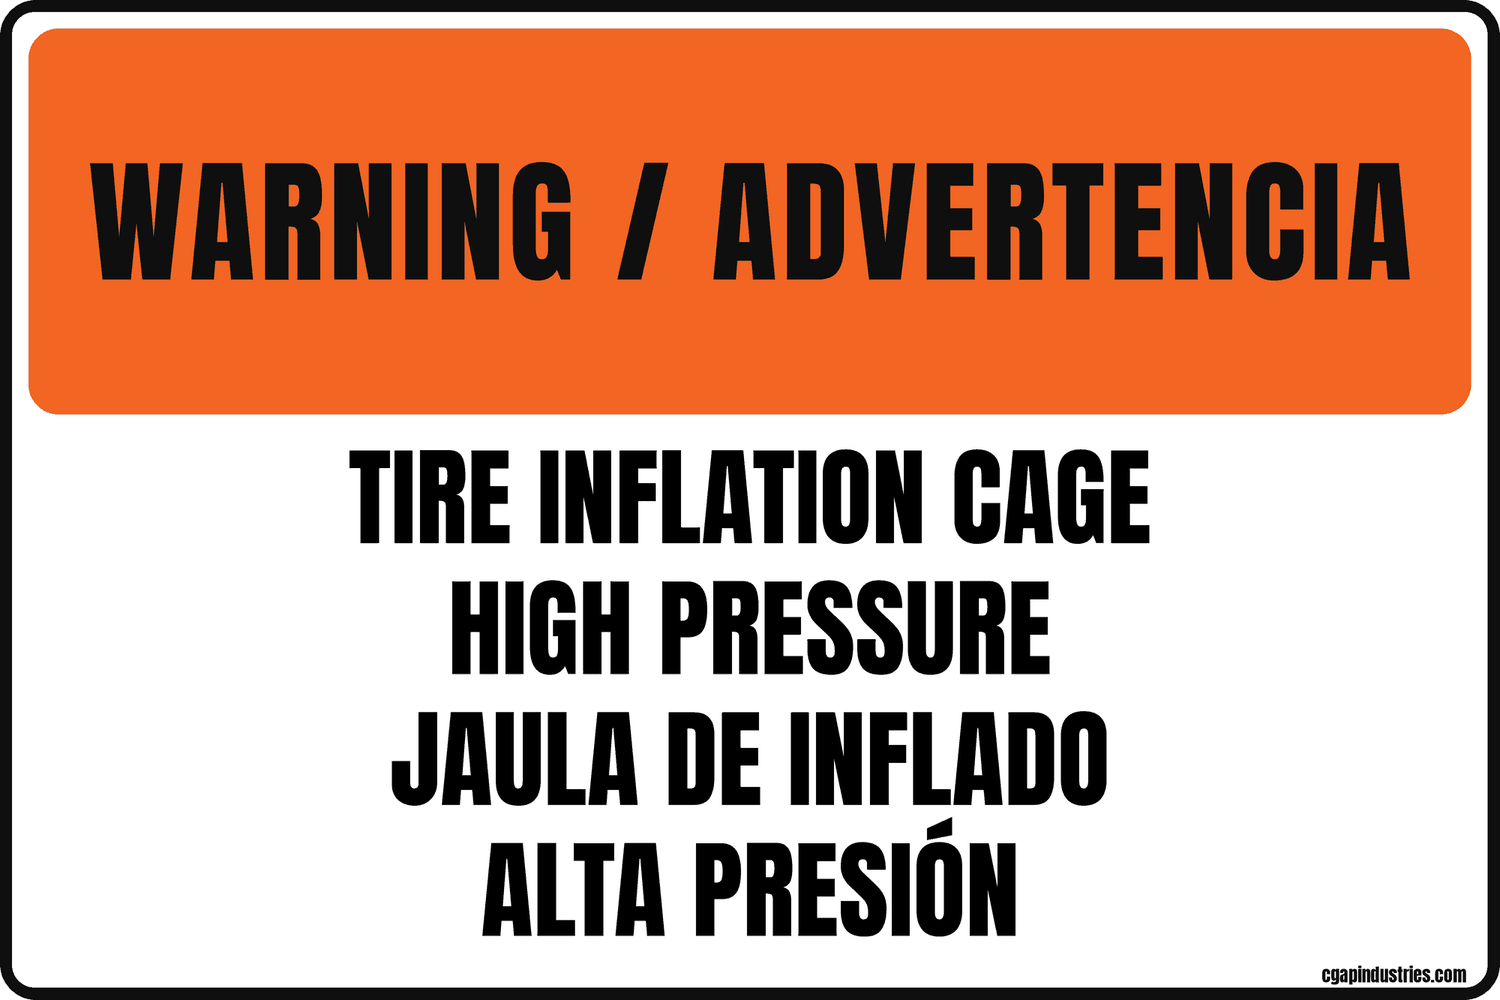 WARNING / ADVERTENCIA
TIRE INFLATION CAGE
HIGH PRESSURE
JAULA DE INFLADO
ALTA PRESIÓN
cgapindustries.com